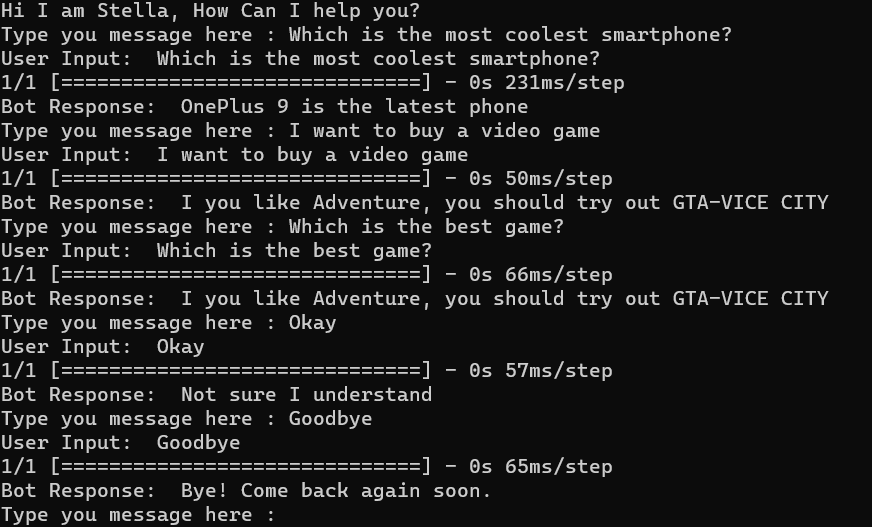 Hi I am Stella, How Can I help you?
Type you message here : Which is the most coolest smartphone?
User Input:  Which is the most coolest smartphone?
1/1 [==============================] - 0s 231ms/step
Bot Response:  OnePlus 9 is the latest phone
Type you message here : I want to buy a video game
User Input:  I want to buy a video game
1/1 [==============================] - 0s 50ms/step
Bot Response:  I you like Adventure, you should try out GTA-VICE CITY
Type you message here : Which is the best game?
User Input:  Which is the best game?
1/1 [==============================] - 0s 66ms/step
Bot Response:  I you like Adventure, you should try out GTA-VICE CITY
Type you message here : Okay
User Input:  Okay
1/1 [==============================] - 0s 57ms/step
Bot Response:  Not sure I understand
Type you message here : Goodbye
User Input:  Goodbye
1/1 [==============================] - 0s 65ms/step
Bot Response:  Bye! Come back again soon.
Type you message here :